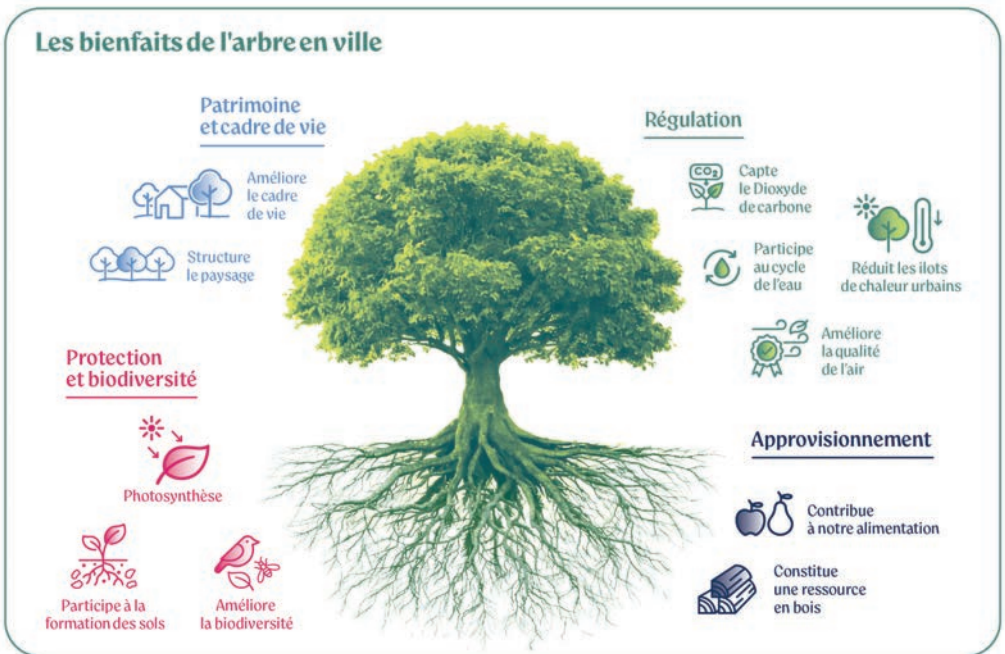 Les bienfaits de l'arbre en ville
Patrimoine
et cadre de vie
Améliore
le cadre
de vie
Structure
le paysage
Régulation
CO2
Capte
le Dioxyde
de carbone
Participe
au cycle
de l'eau
Réduit les ilots
de chaleur urbains
Améliore
la qualité
de l'air
Protection
et biodiversité
Photosynthèse
Participe à la
formation des sols
Améliore
la biodiversité
Approvisionnement
Contribue
à notre alimentation
Constitue
une ressource
en bois